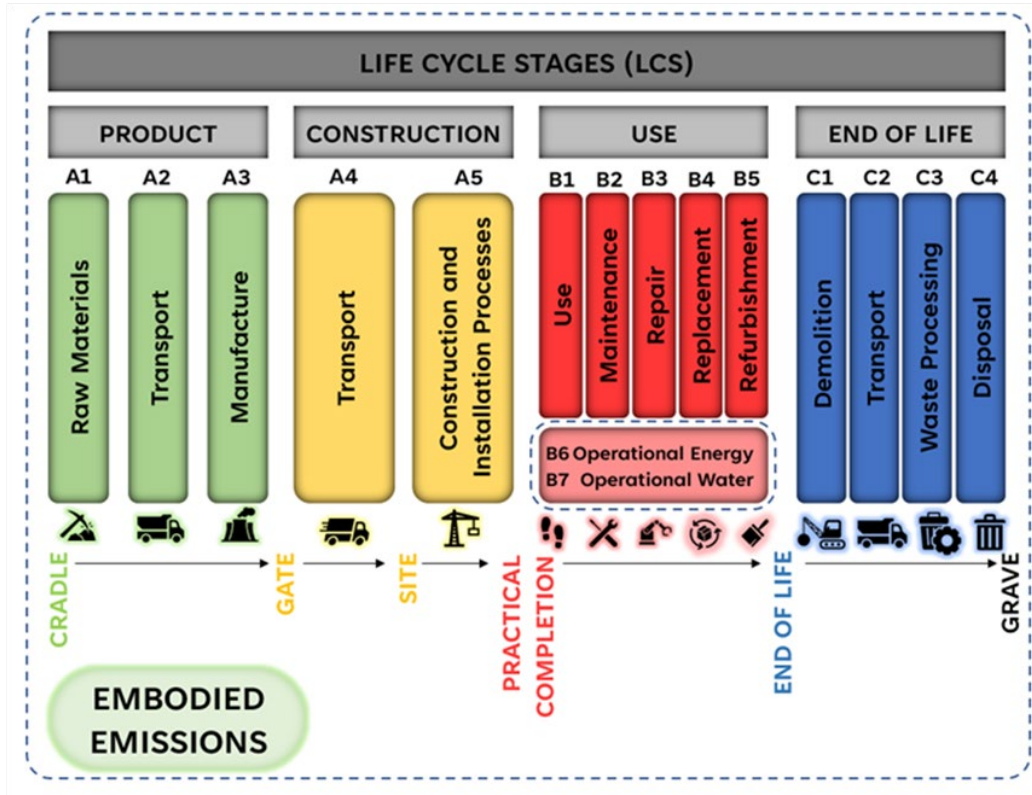 LIFE CYCLE STAGES (LCS)
PRODUCT
CONSTRUCTION
USE
END OF LIFE
A1
A2
A3
A4
A5
B1
B2
B3
B4
B5
C1
C2
C3
C4
Raw Materials
Transport
Manufacture
Transport
Construction and
Installation Processes
Use
Maintenance
Repair
Replacement
Refurbishment
B6 Operational Energy
B7 Operational Water
Demolition
Transport
Waste Processing
Disposal
CRADLE
GATE
SITE
PRACTICAL
COMPLETION
END OF LIFE
GRAVE
EMBODIED
EMISSIONS